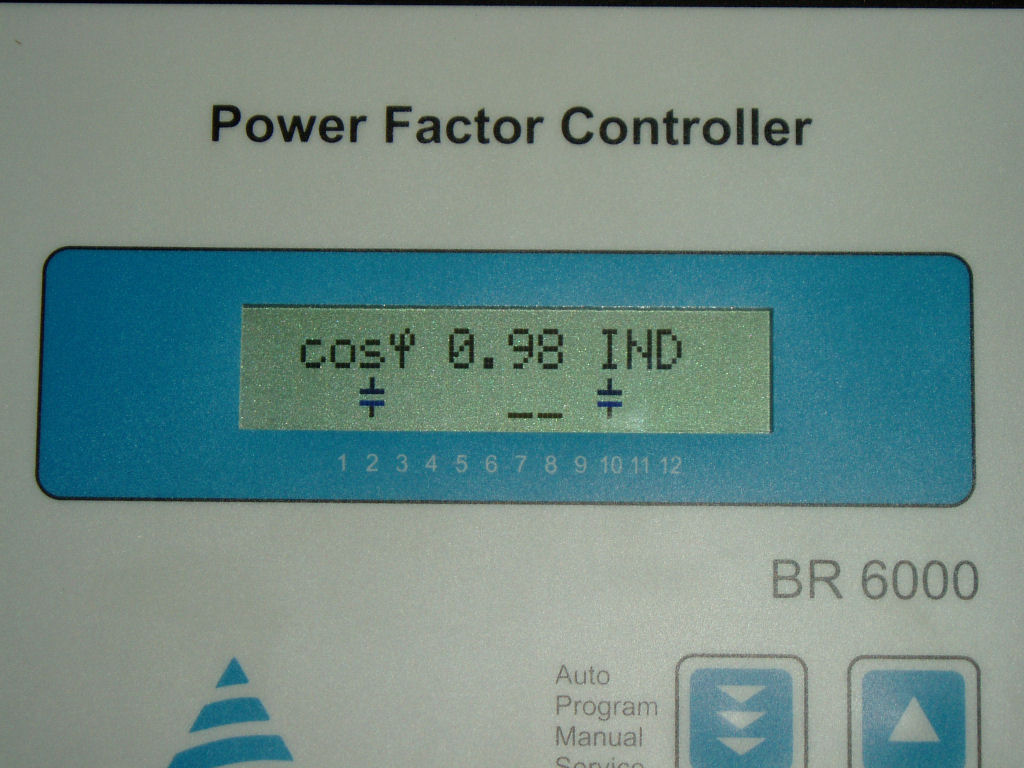 Power Factor Controller
cosφ 0.98 IND
1 2 3 4 5 6 7 8 9 10 11 12
BR 6000
Auto
Program
Manual
Service